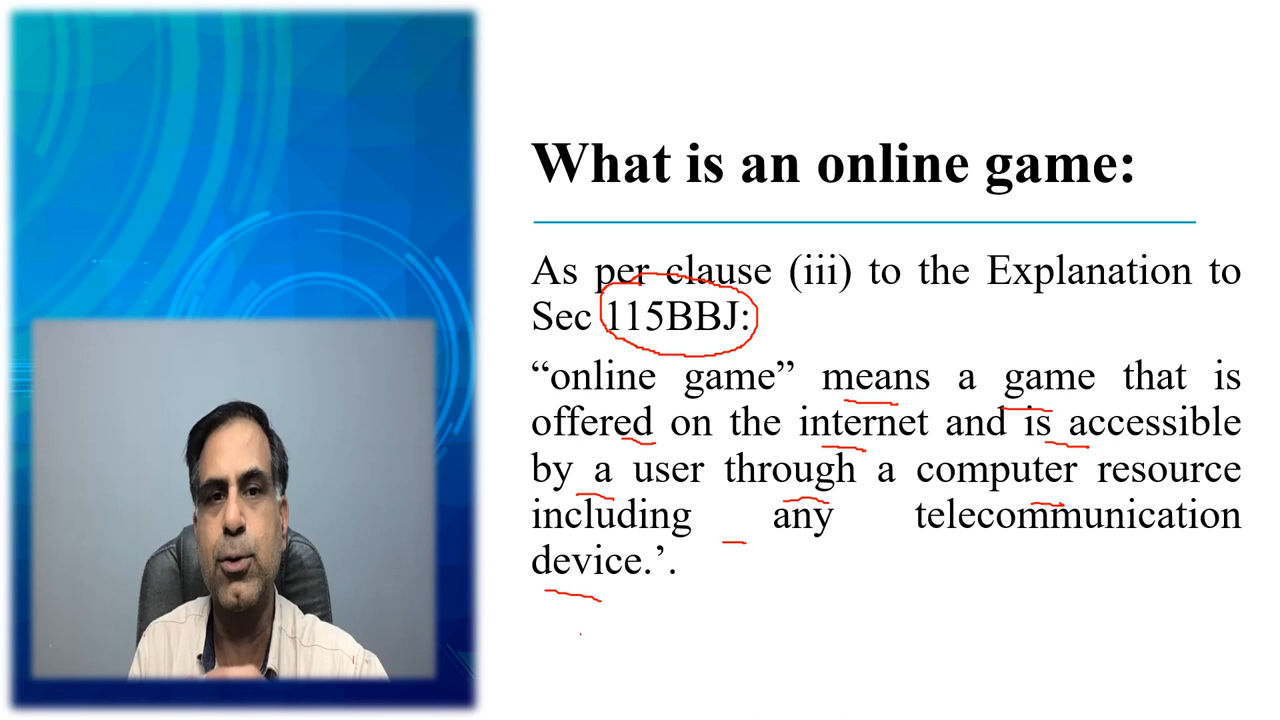 What is an online game:
As per clause (iii) to the Explanation to
Sec 115BBJ:
“online game” means a game that is
offered on the internet and is accessible
by a user through a computer resource
including any telecommunication
device.’.